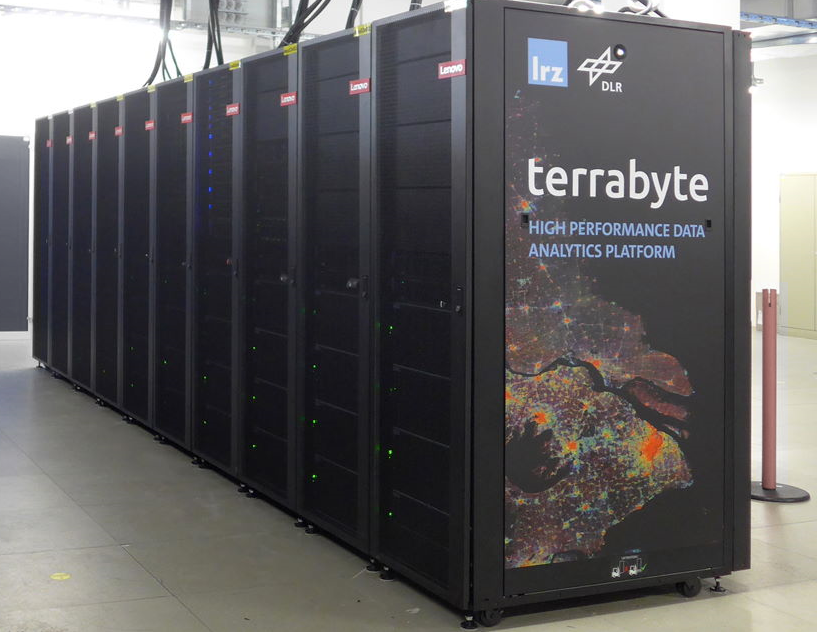 lrz
DLR
terrabyte
HIGH PERFORMANCE DATA
ANALYTICS PLATFORM
Lenovo
Lenovo
Lenovo
Lenovo